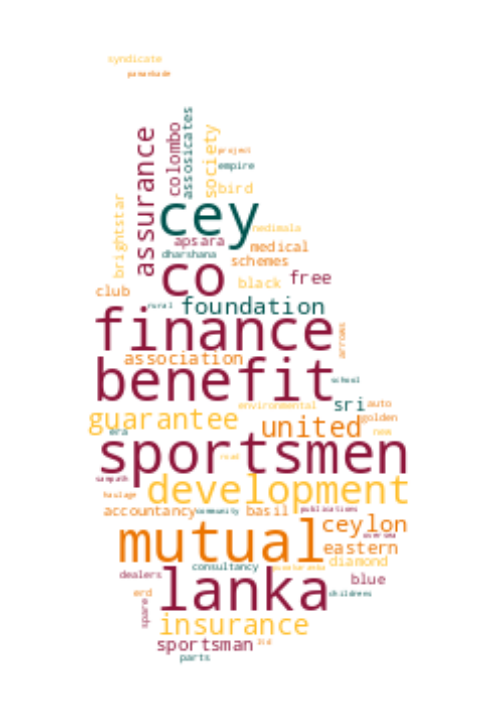 syndicate
pamankade
assurance
colombo
assosicates
society
project
empire
bird
cey
brightstar
nedimala
apsara
medical
dharshana
schemes
co
free
black
club
rural
foundation
finance
arrows
association
benefit
school
environmental
sri
auto
guarantee
golden
united
era
new
sportsmen
road
sampath
development
haulage
accountancy
community
basil
publications
ceylon
mutual
oversea
eastern
diamond
consultancy
dealers
blue
lanka
erd
childrens
spare
insurance
sportsman
ltd
parts